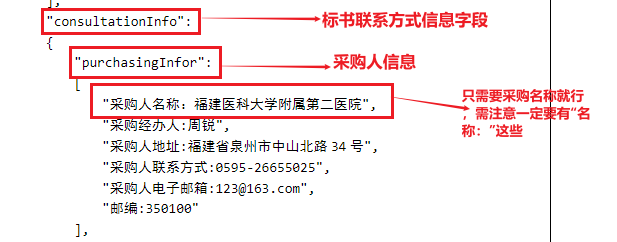 ],
"consultationInfo":
标书联系方式信息字段
{
"purchasingInfor":
采购人信息
[
"采购人名称：福建医科大学附属第二医院",
只需要采购名称就行
，需注意一定要有“名
称：”这些
"采购经办人:周锐",
"采购人地址:福建省泉州市中山北路 34 号",
"采购人联系方式:0595-26655025",
"采购人电子邮箱:123@163.com",
"邮编:350100"
],